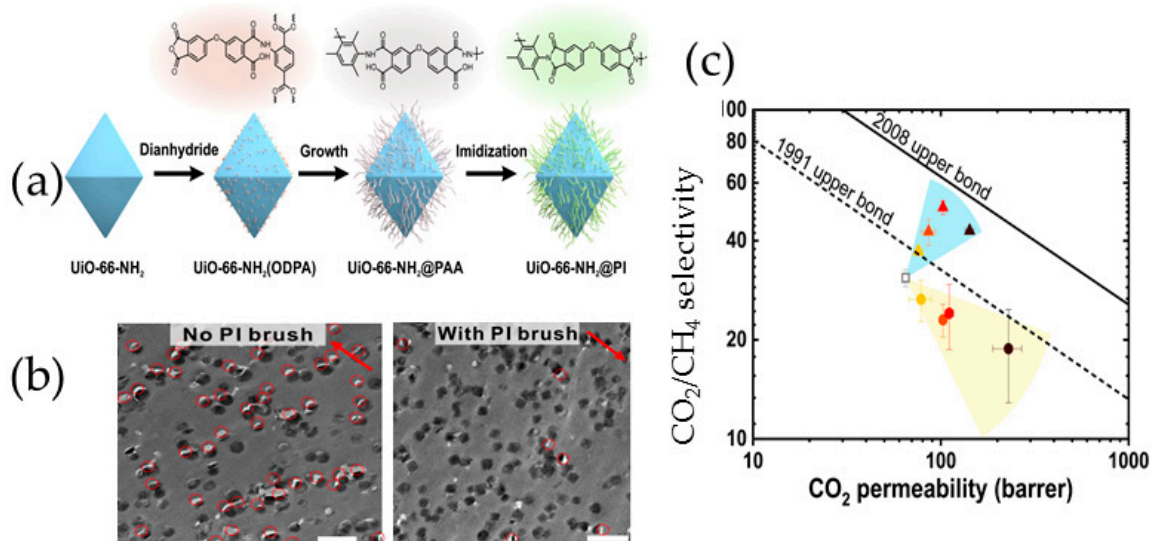 (a)
Dianhydride
Growth
Imidization
UiO-66-NH₂
UiO-66-NH₂(ODPA)
UiO-66-NH₂@PAA
UiO-66-NH₂@PI
(b)
No PI brush
With PI brush
(c)
CO₂/CH₄ selectivity
100
80
60
40
20
10
2008 upper bond
1991 upper bond
10
100
1000
CO₂ permeability (barrer)